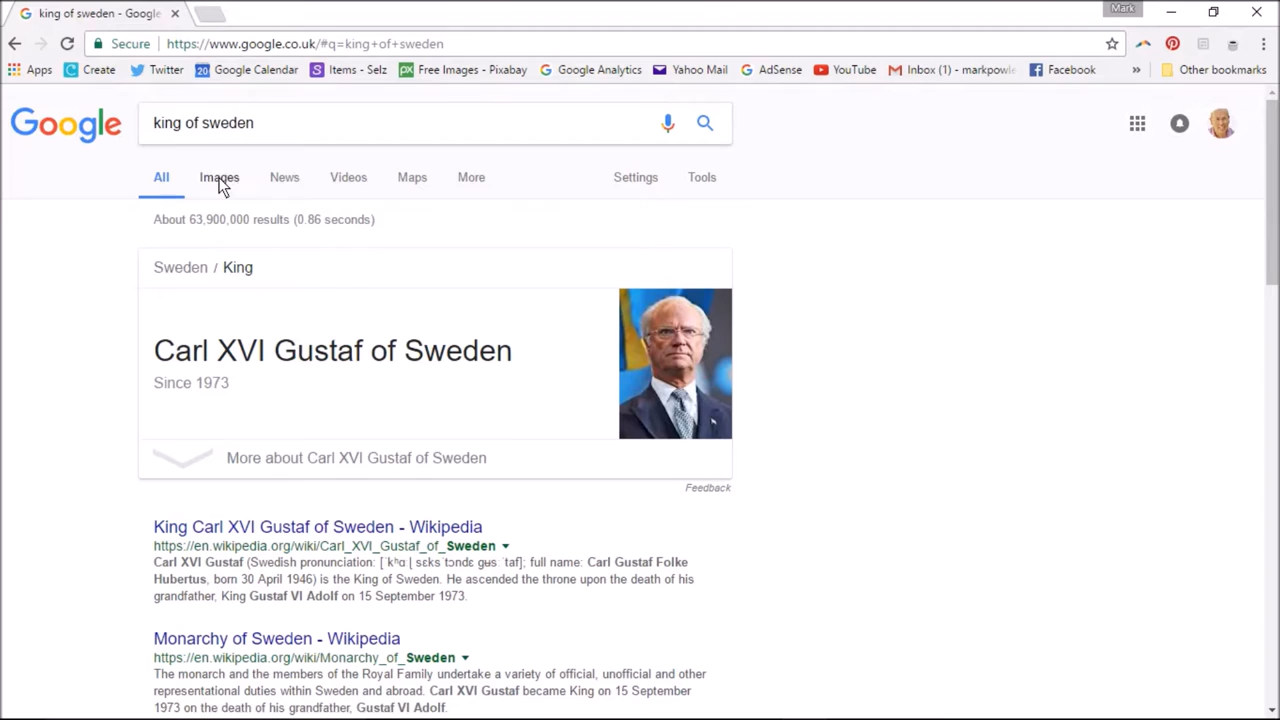 king of sweden - Google
Mark
Secure https://www.google.co.uk/#q=king+of+sweden
Apps Create Twitter 20 Google Calendar S Items - Selz px Free Images - Pixabay Google Analytics Yahoo Mail AdSense YouTube Inbox (1) - markpowle Facebook » Other bookmarks
Google king of sweden
All Images News Videos Maps More Settings Tools
About 63,900,000 results (0.86 seconds)
Sweden / King
Carl XVI Gustaf of Sweden
Since 1973
More about Carl XVI Gustaf of Sweden
Feedback
King Carl XVI Gustaf of Sweden - Wikipedia
https://en.wikipedia.org/wiki/Carl_XVI_Gustaf_of_Sweden
Carl XVI Gustaf (Swedish pronunciation: full name: Carl Gustaf Folke
Hubertus, born 30 April 1946) is the King of Sweden. He ascended the throne upon the death of his
grandfather, King Gustaf VI Adolf on 15 September 1973.
Monarchy of Sweden - Wikipedia
https://en.wikipedia.org/wiki/Monarchy_of_Sweden
The monarch and the members of the Royal Family undertake a variety of official, unofficial and other
representational duties within Sweden and abroad. Carl XVI Gustaf became King on 15 September
1973 on the death of his grandfather, Gustaf VI Adolf.